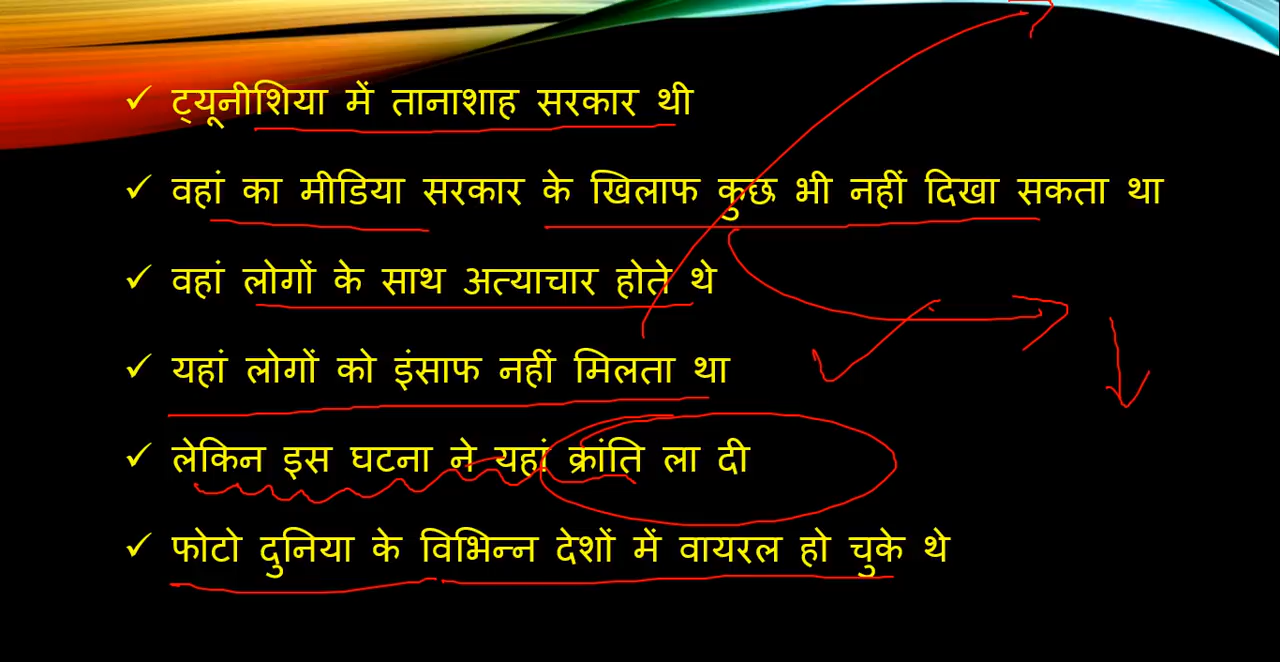 ✓ ट्यूनीशिया में तानाशाह सरकार थी
✓ वहां का मीडिया सरकार के खिलाफ कुछ भी नहीं दिखा सकता था
✓ वहां लोगों के साथ अत्याचार होते थे
✓ यहां लोगों को इंसाफ नहीं मिलता था
✓ लेकिन इस घटना ने यहां क्रांति ला दी
✓ फोटो दुनिया के विभिन्न देशों में वायरल हो चुके थे